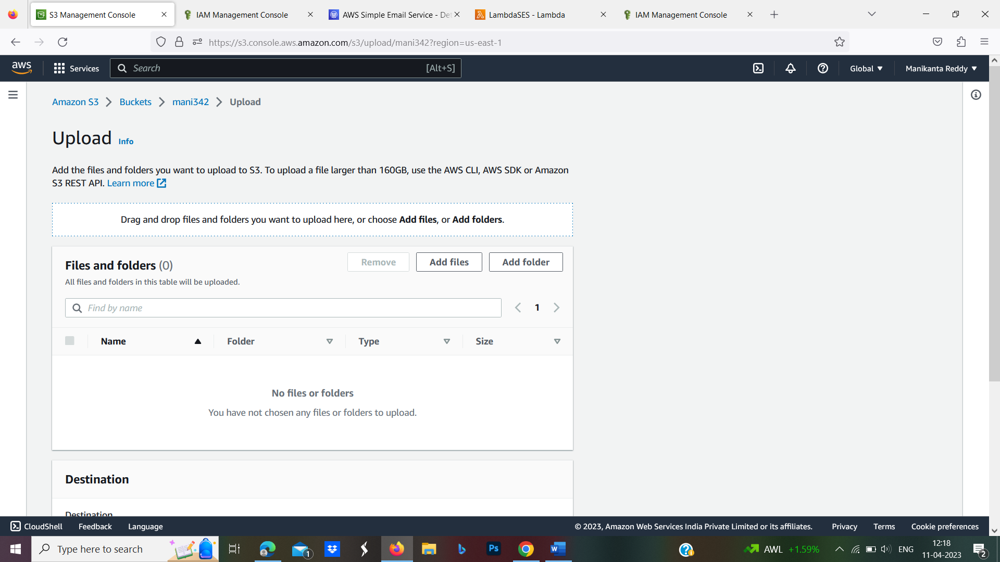 S3 Management Console
IAM Management Console
AWS Simple Email Service - Det
LambdaSES - Lambda
IAM Management Console
https://s3.console.aws.amazon.com/s3/upload/mani342?region=us-east-1
aws
Services
Search
[Alt+S]
Global
Manikanta Reddy
Amazon S3
Buckets
mani342
Upload
Upload Info
Add the files and folders you want to upload to S3. To upload a file larger than 160GB, use the AWS CLI, AWS SDK or Amazon
S3 REST API. Learn more
Drag and drop files and folders you want to upload here, or choose Add files, or Add folders.
Files and folders (0)
Remove
Add files
Add folder
All files and folders in this table will be uploaded.
Find by name
1
Name
Folder
Type
Size
No files or folders
You have not chosen any files or folders to upload.
Destination
Destination
CloudShell
Feedback
Language
© 2023, Amazon Web Services India Private Limited or its affiliates.
Privacy
Terms
Cookie preferences
Type here to search
1
Ps
W
AWL +1.59%
ENG
12:18
11-04-2023
2